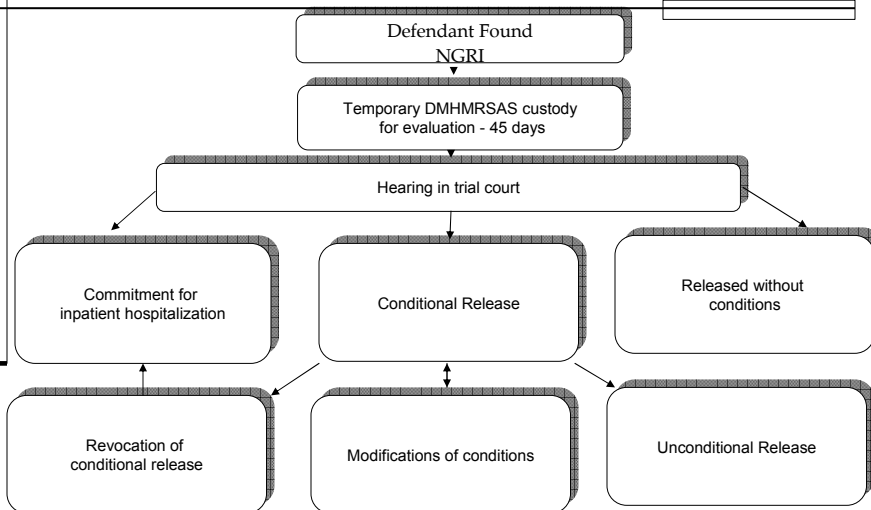 Defendant Found
NGRI
Temporary DMHMRSAS custody
for evaluation - 45 days
Hearing in trial court
Commitment for
inpatient hospitalization
Conditional Release
Released without
conditions
Revocation of
conditional release
Modifications of conditions
Unconditional Release